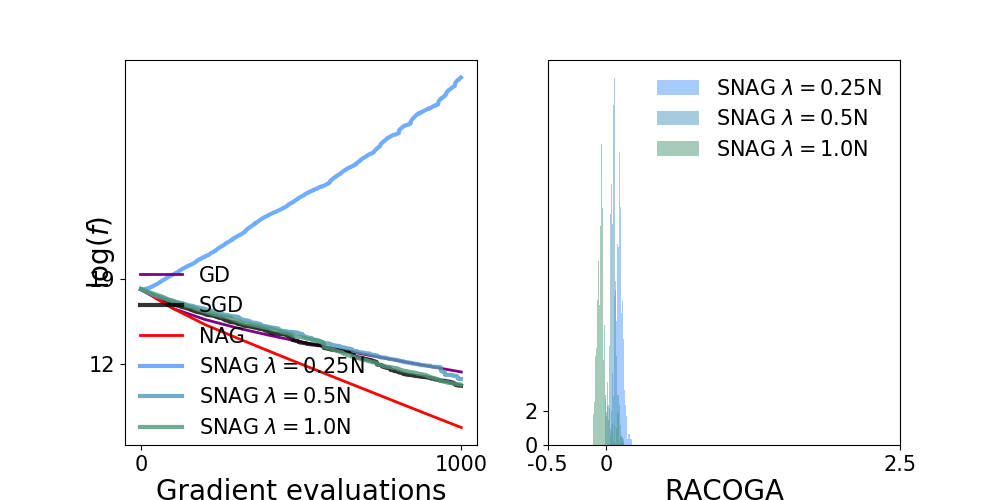 log(f)
19
12
GD
SGD
NAG
SNAG λ = 0.25N
SNAG λ = 0.5N
SNAG λ = 1.0N
0
1000
Gradient evaluations
SNAG λ = 0.25N
SNAG λ = 0.5N
SNAG λ = 1.0N
2
0
-0.5
0
2.5
RACOGA